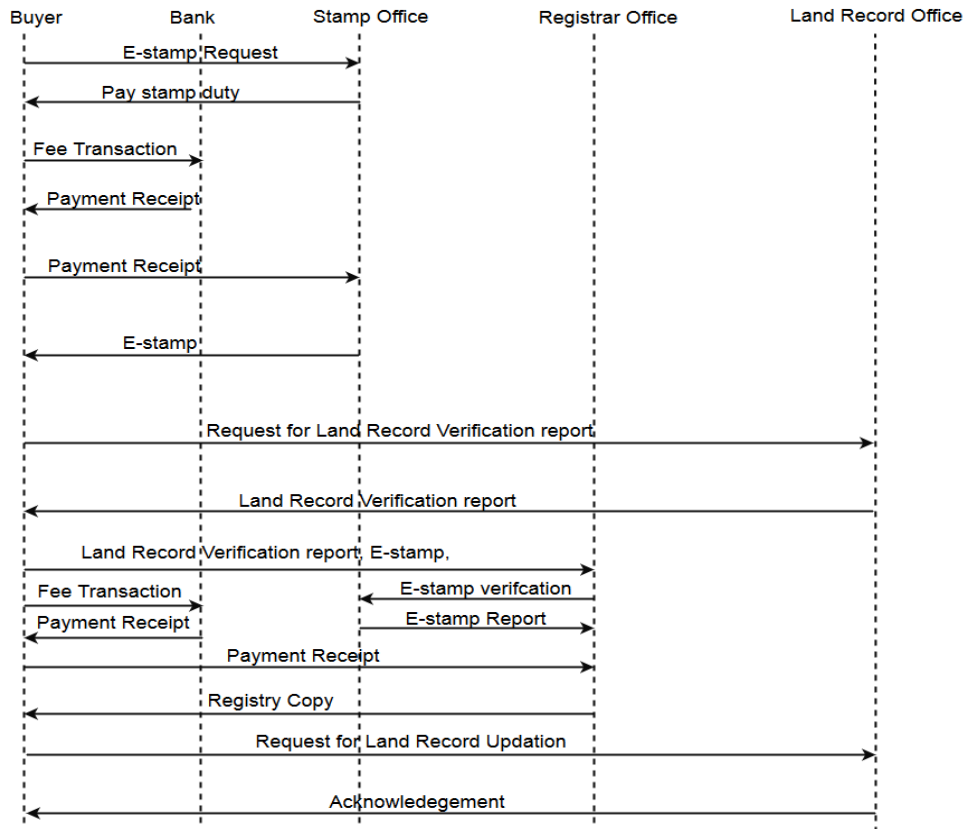 Buyer
Bank
Stamp Office
Registrar Office
Land Record Office
E-stamp Request
Pay stamp duty
Fee Transaction
Payment Receipt
Payment Receipt
E-stamp
Request for Land Record Verification report
Land Record Verification report
Land Record Verification report, E-stamp,
E-stamp verifcation
Fee Transaction
E-stamp Report
Payment Receipt
Payment Receipt
Registry Copy
Request for Land Record Updation
Acknowledegement